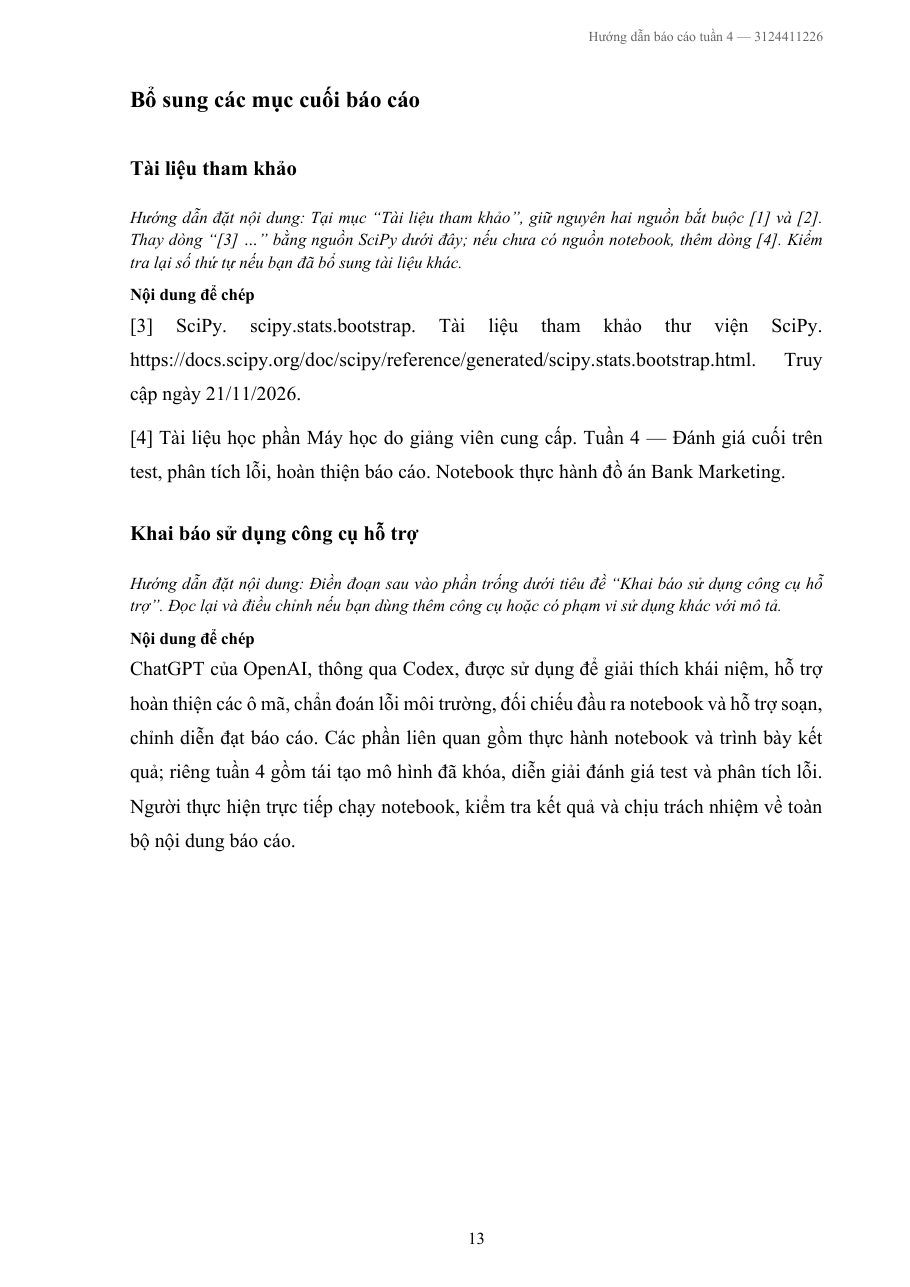 Hướng dẫn báo cáo tuần 4 — 3124411226
Bổ sung các mục cuối báo cáo
Tài liệu tham khảo
Hướng dẫn đặt nội dung: Tại mục “Tài liệu tham khảo”, giữ nguyên hai nguồn bắt buộc [1] và [2].
Thay dòng “[3] ...” bằng nguồn SciPy dưới đây; nếu chưa có nguồn notebook, thêm dòng [4]. Kiểm
tra lại số thứ tự nếu bạn đã bổ sung tài liệu khác.
Nội dung để chép
[3] SciPy. scipy.stats.bootstrap. Tài liệu tham khảo thư viện SciPy.
https://docs.scipy.org/doc/scipy/reference/generated/scipy.stats.bootstrap.html. Truy
cập ngày 21/11/2026.
[4] Tài liệu học phần Máy học do giảng viên cung cấp. Tuần 4 — Đánh giá cuối trên
test, phân tích lỗi, hoàn thiện báo cáo. Notebook thực hành đồ án Bank Marketing.
Khai báo sử dụng công cụ hỗ trợ
Hướng dẫn đặt nội dung: Điền đoạn sau vào phần trống dưới tiêu đề “Khai báo sử dụng công cụ hỗ
trợ”. Đọc lại và điều chỉnh nếu bạn dùng thêm công cụ hoặc có phạm vi sử dụng khác với mô tả.
Nội dung để chép
ChatGPT của OpenAI, thông qua Codex, được sử dụng để giải thích khái niệm, hỗ trợ
hoàn thiện các ô mã, chẩn đoán lỗi môi trường, đối chiếu đầu ra notebook và hỗ trợ soạn,
chỉnh diễn đạt báo cáo. Các phần liên quan gồm thực hành notebook và trình bày kết
quả; riêng tuần 4 gồm tái tạo mô hình đã khóa, diễn giải đánh giá test và phân tích lỗi.
Người thực hiện trực tiếp chạy notebook, kiểm tra kết quả và chịu trách nhiệm về toàn
bộ nội dung báo cáo.
13